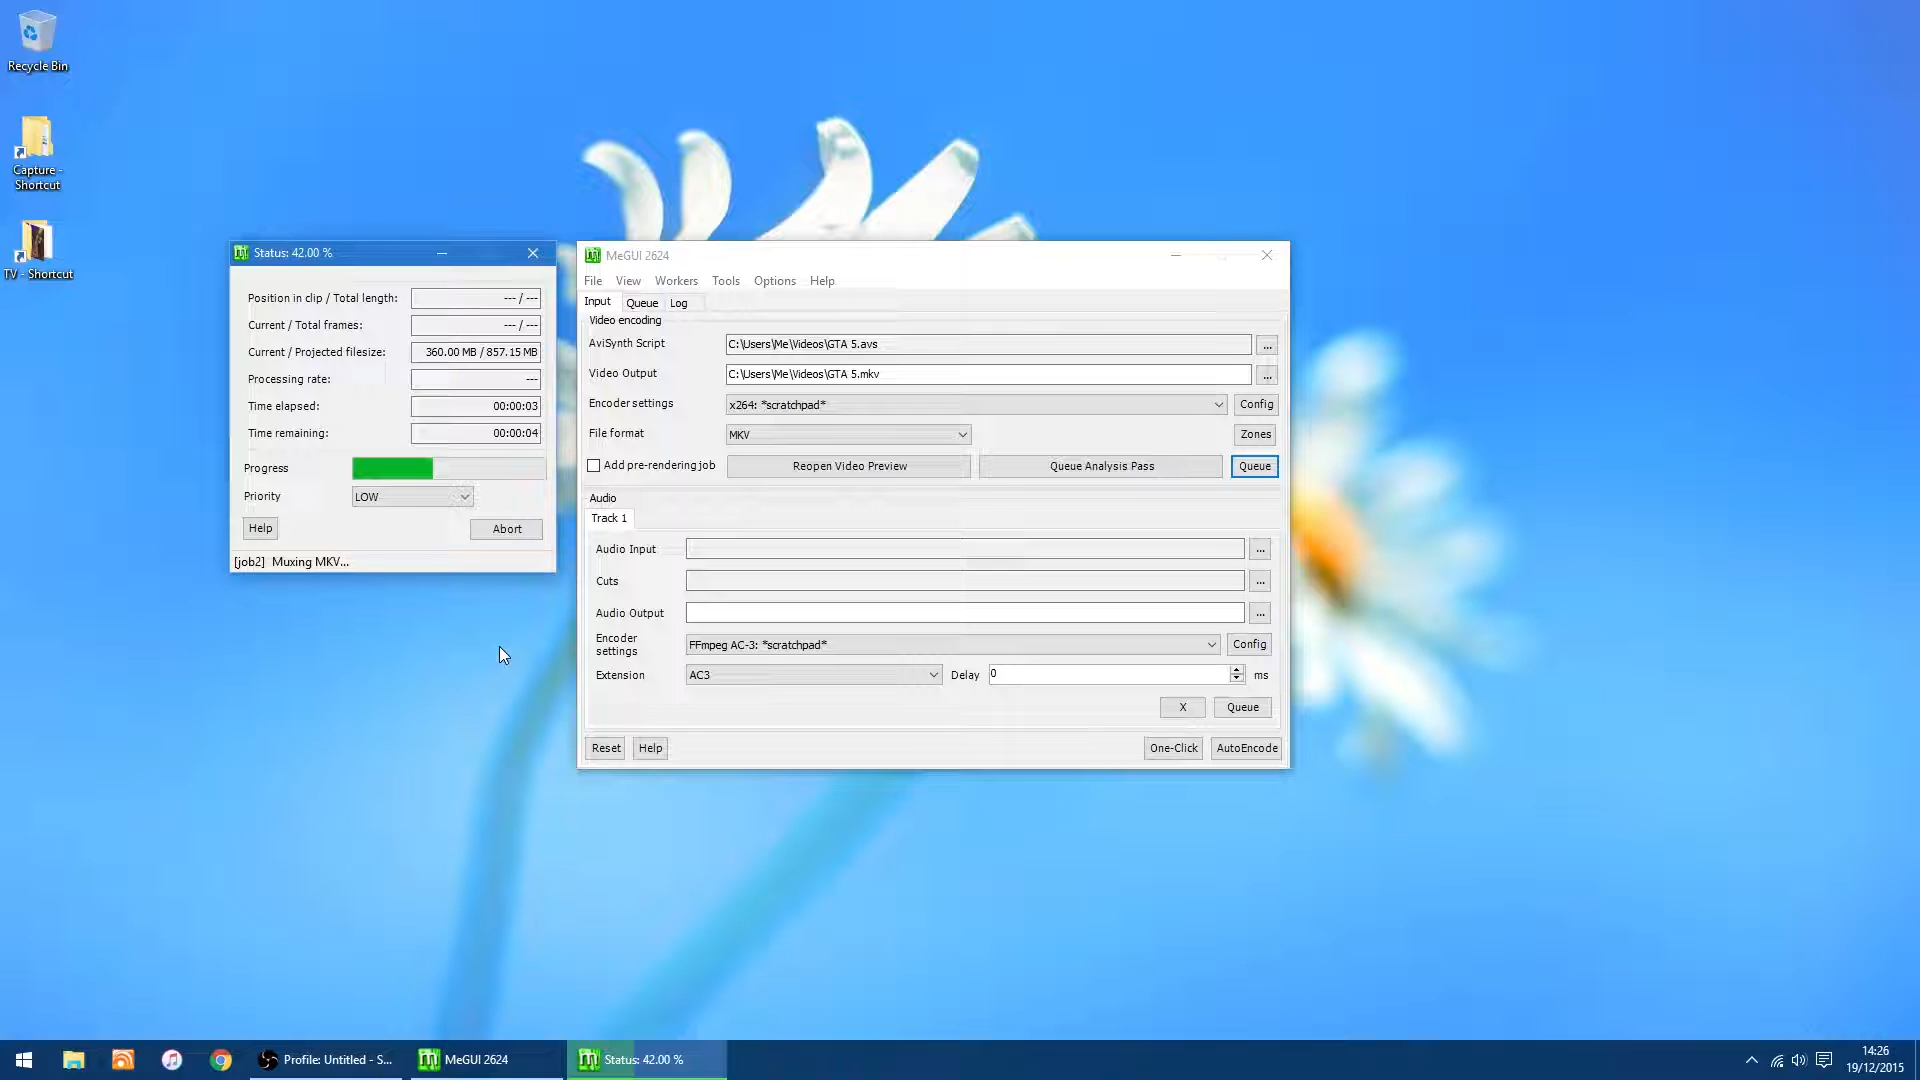 Recycle Bin
Capture -
Shortcut
TV - Shortcut
Status: 42.00 %
Position in clip / Total length:
--- / ---
Current / Total frames:
--- / ---
Current / Projected filesize:
360.00 MB / 857.15 MB
Processing rate:
---
Time elapsed:
00:00:03
Time remaining:
00:00:04
Progress
Priority
LOW
Help
Abort
[job2] Muxing MKV...
MeGUI 2624
File View Workers Tools Options Help
Input Queue Log
Video encoding
AviSynth Script
C:\Users\Me\Videos\GTA 5.avs
...
Video Output
C:\Users\Me\Videos\GTA 5.mkv
...
Encoder settings
x264: *scratchpad*
Config
File format
MKV
Zones
Add pre-rendering job
Reopen Video Preview
Queue Analysis Pass
Queue
Audio
Track 1
Audio Input
...
Cuts
...
Audio Output
...
Encoder
settings
FFmpeg AC-3: *scratchpad*
Config
Extension
AC3
Delay
0
ms
X
Queue
Reset
Help
One-Click
AutoEncode
Profile: Untitled - S...
MeGUI 2624
Status: 42.00 %
14:26
19/12/2015